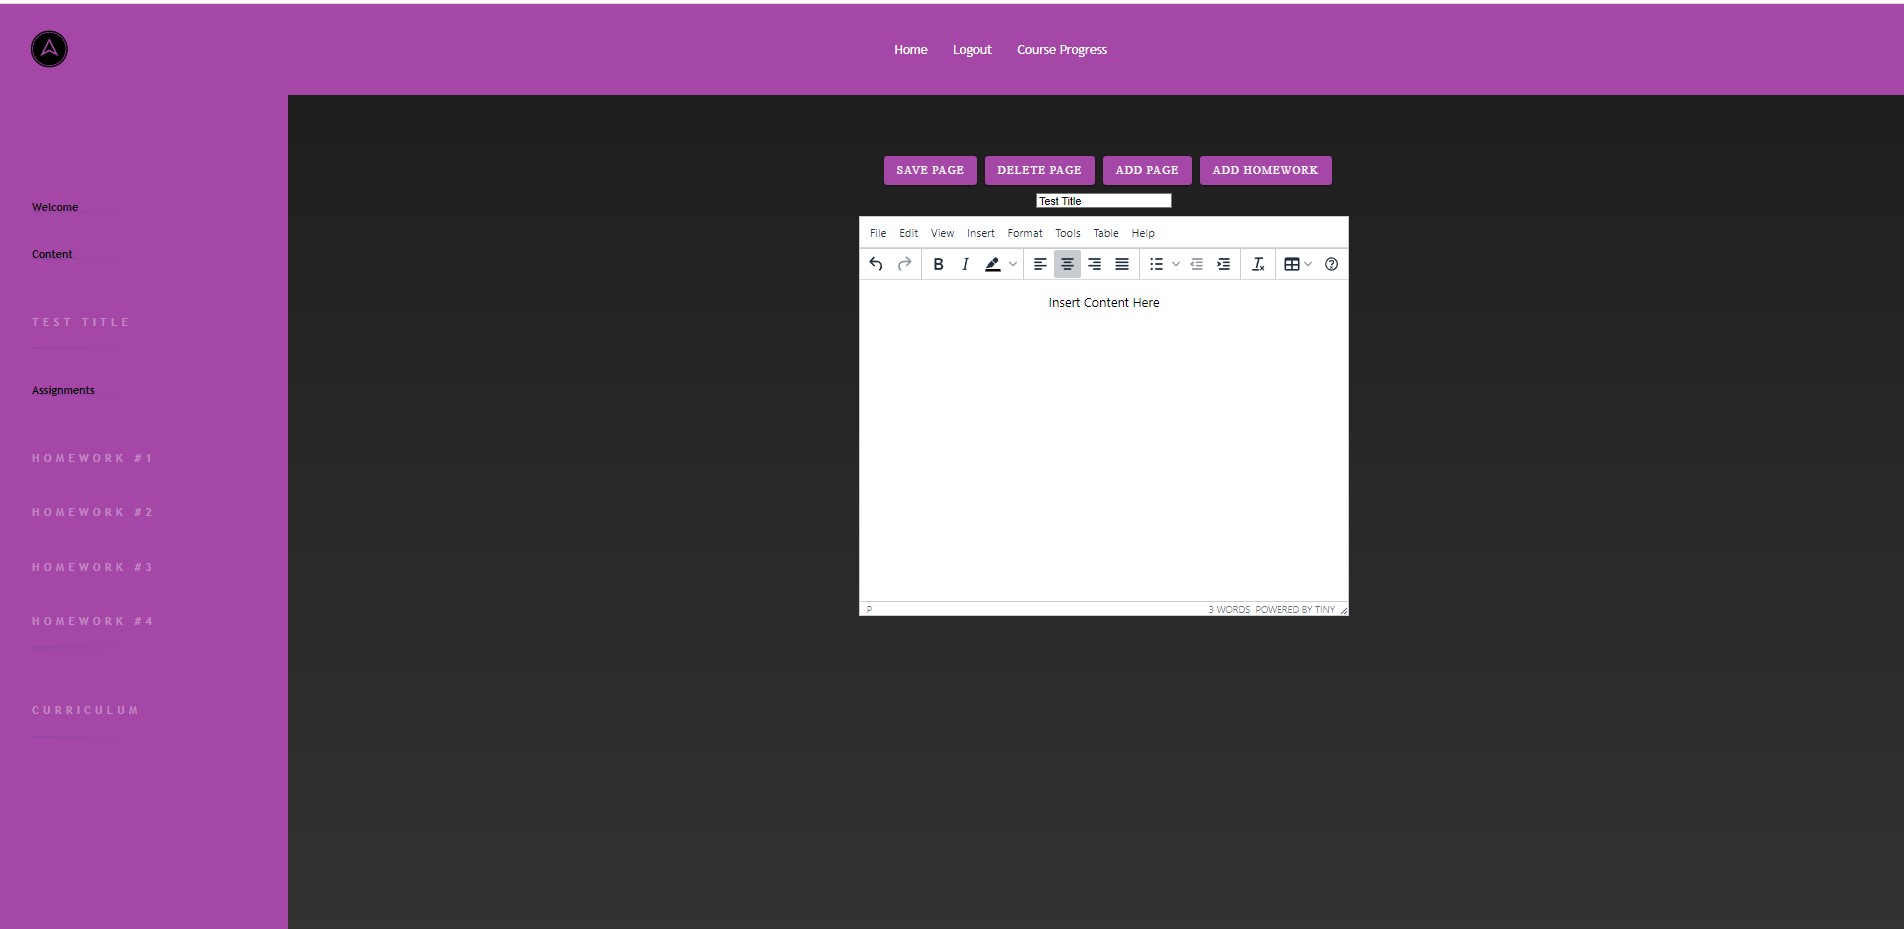 Home Logout Course Progress
Welcome
Content
TEST TITLE
Assignments
HOMEWORK #1
HOMEWORK #2
HOMEWORK #3
HOMEWORK #4
CURRICULUM
SAVE PAGE DELETE PAGE ADD PAGE ADD HOMEWORK
Test Title
File Edit View Insert Format Tools Table Help
Insert Content Here
P 3 WORDS POWERED BY TINY